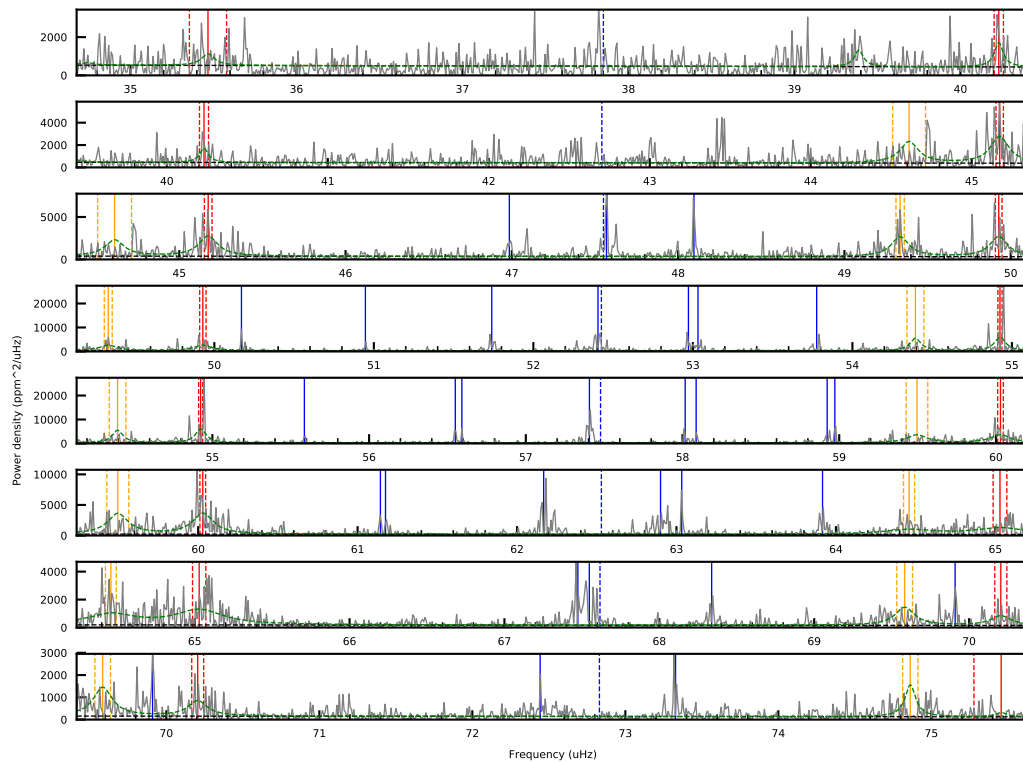 2000
0
35 36 37 38 39 40
4000
2000
0
40 41 42 43 44 45
5000
0
45 46 47 48 49 50
20000
10000
0
50 51 52 53 54 55
20000
10000
0
55 56 57 58 59 60
10000
5000
0
60 61 62 63 64 65
4000
2000
0
65 66 67 68 69 70
3000
2000
1000
0
70 71 72 73 74 75
Power density (ppm^2/uHz)
Frequency (uHz)